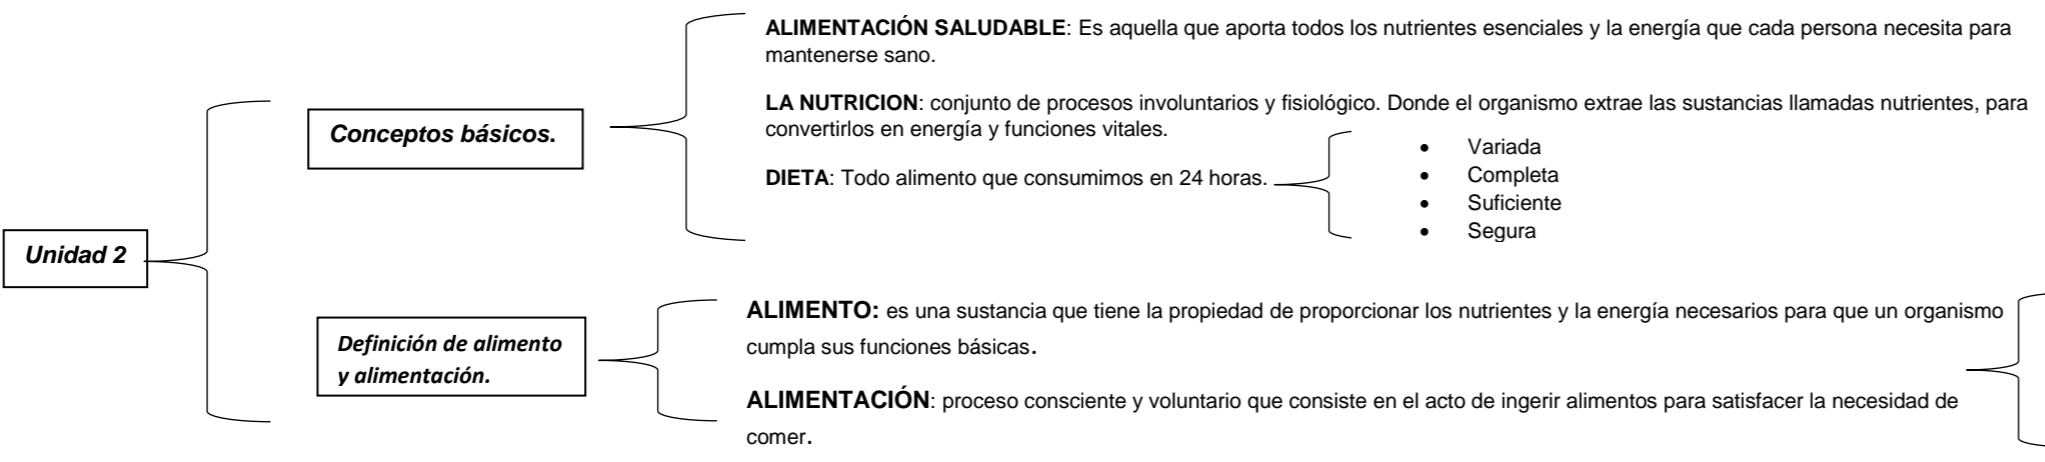 Unidad 2
Conceptos básicos.
ALIMENTACIÓN SALUDABLE: Es aquella que aporta todos los nutrientes esenciales y la energía que cada persona necesita para
mantenerse sano.
LA NUTRICION: conjunto de procesos involuntarios y fisiológico. Donde el organismo extrae las sustancias llamadas nutrientes, para
convertirlos en energía y funciones vitales.
DIETA: Todo alimento que consumimos en 24 horas.
• Variada
• Completa
• Suficiente
• Segura
Definición de alimento
y alimentación.
ALIMENTO: es una sustancia que tiene la propiedad de proporcionar los nutrientes y la energía necesarios para que un organismo
cumpla sus funciones básicas.
ALIMENTACIÓN: proceso consciente y voluntario que consiste en el acto de ingerir alimentos para satisfacer la necesidad de
comer.